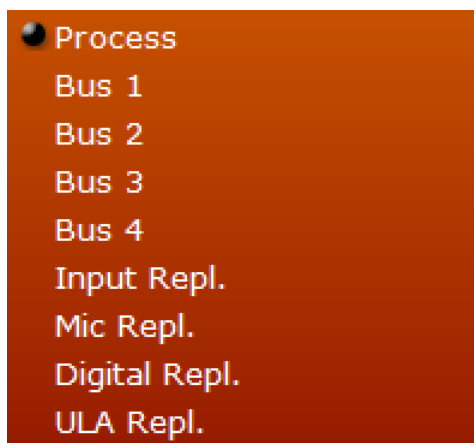 Process
Bus 1
Bus 2
Bus 3
Bus 4
Input Repl.
Mic Repl.
Digital Repl.
ULA Repl.